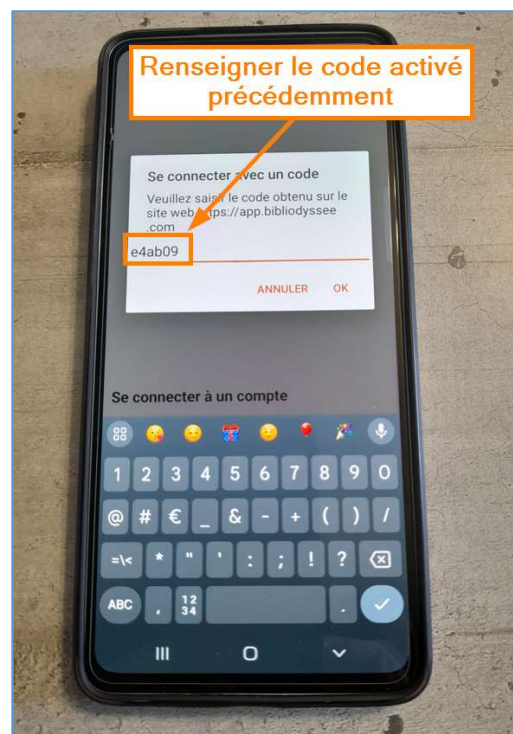 Renseigner le code activé
précédemment
Se connecter avec un code
Veuillez saisir le code obtenu sur le
site web https://app.bibliodyssee
.com
e4ab09
ANNULER OK
Se connecter à un compte
1 2 3 4 5 6 7 8 9 0
@ # € _ & - + ( ) /
=\< * " ' : ; ! ?
ABC , 12 .
34